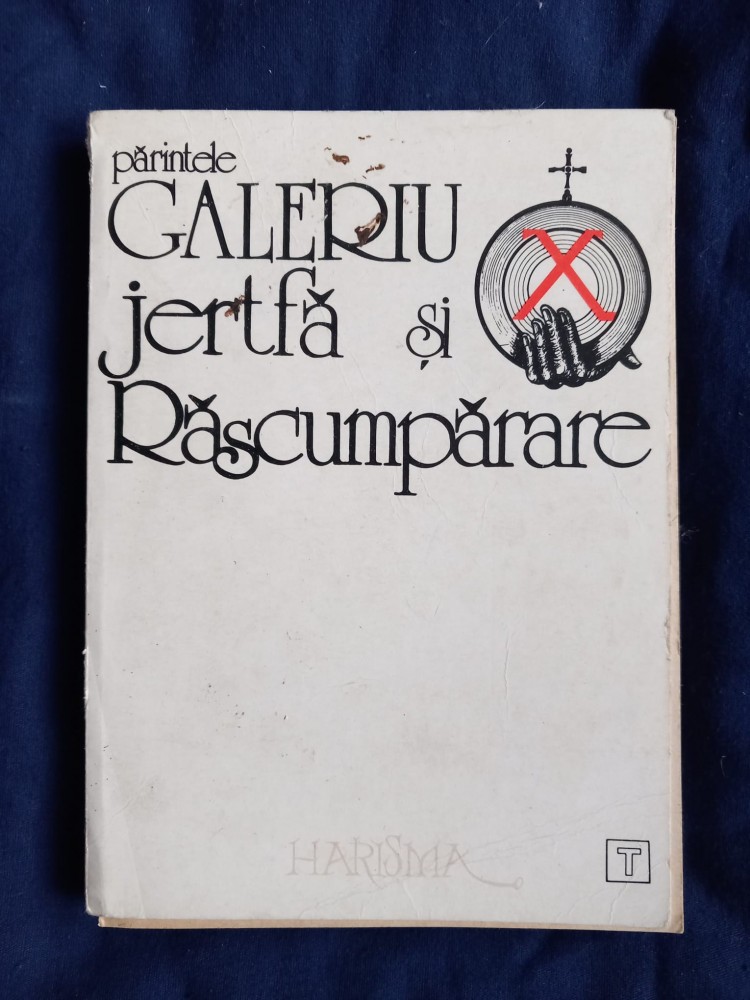 părintele
GALERIU
X
jertfă și
Răscumpărare
HARISMA
T